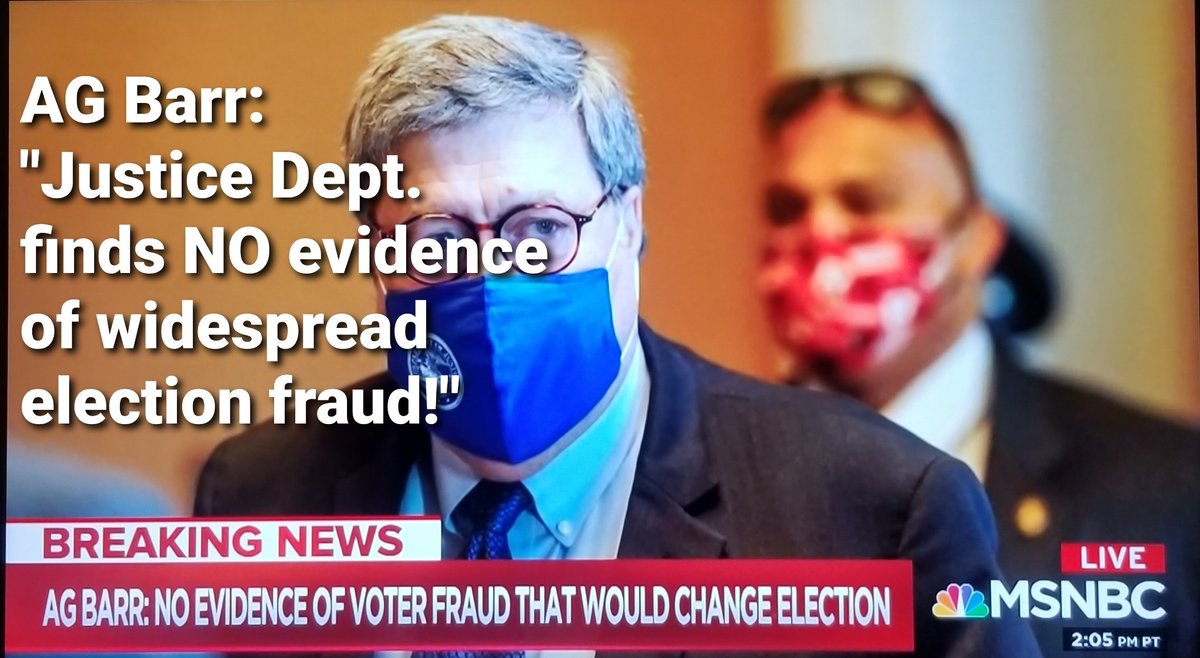 AG Barr:
"Justice Dept.
finds NO evidence
of widespread
election fraud!"
BREAKING NEWS
AG BARR: NO EVIDENCE OF VOTER FRAUD THAT WOULD CHANGE ELECTION
LIVE
MSNBC
2:05 PM PT